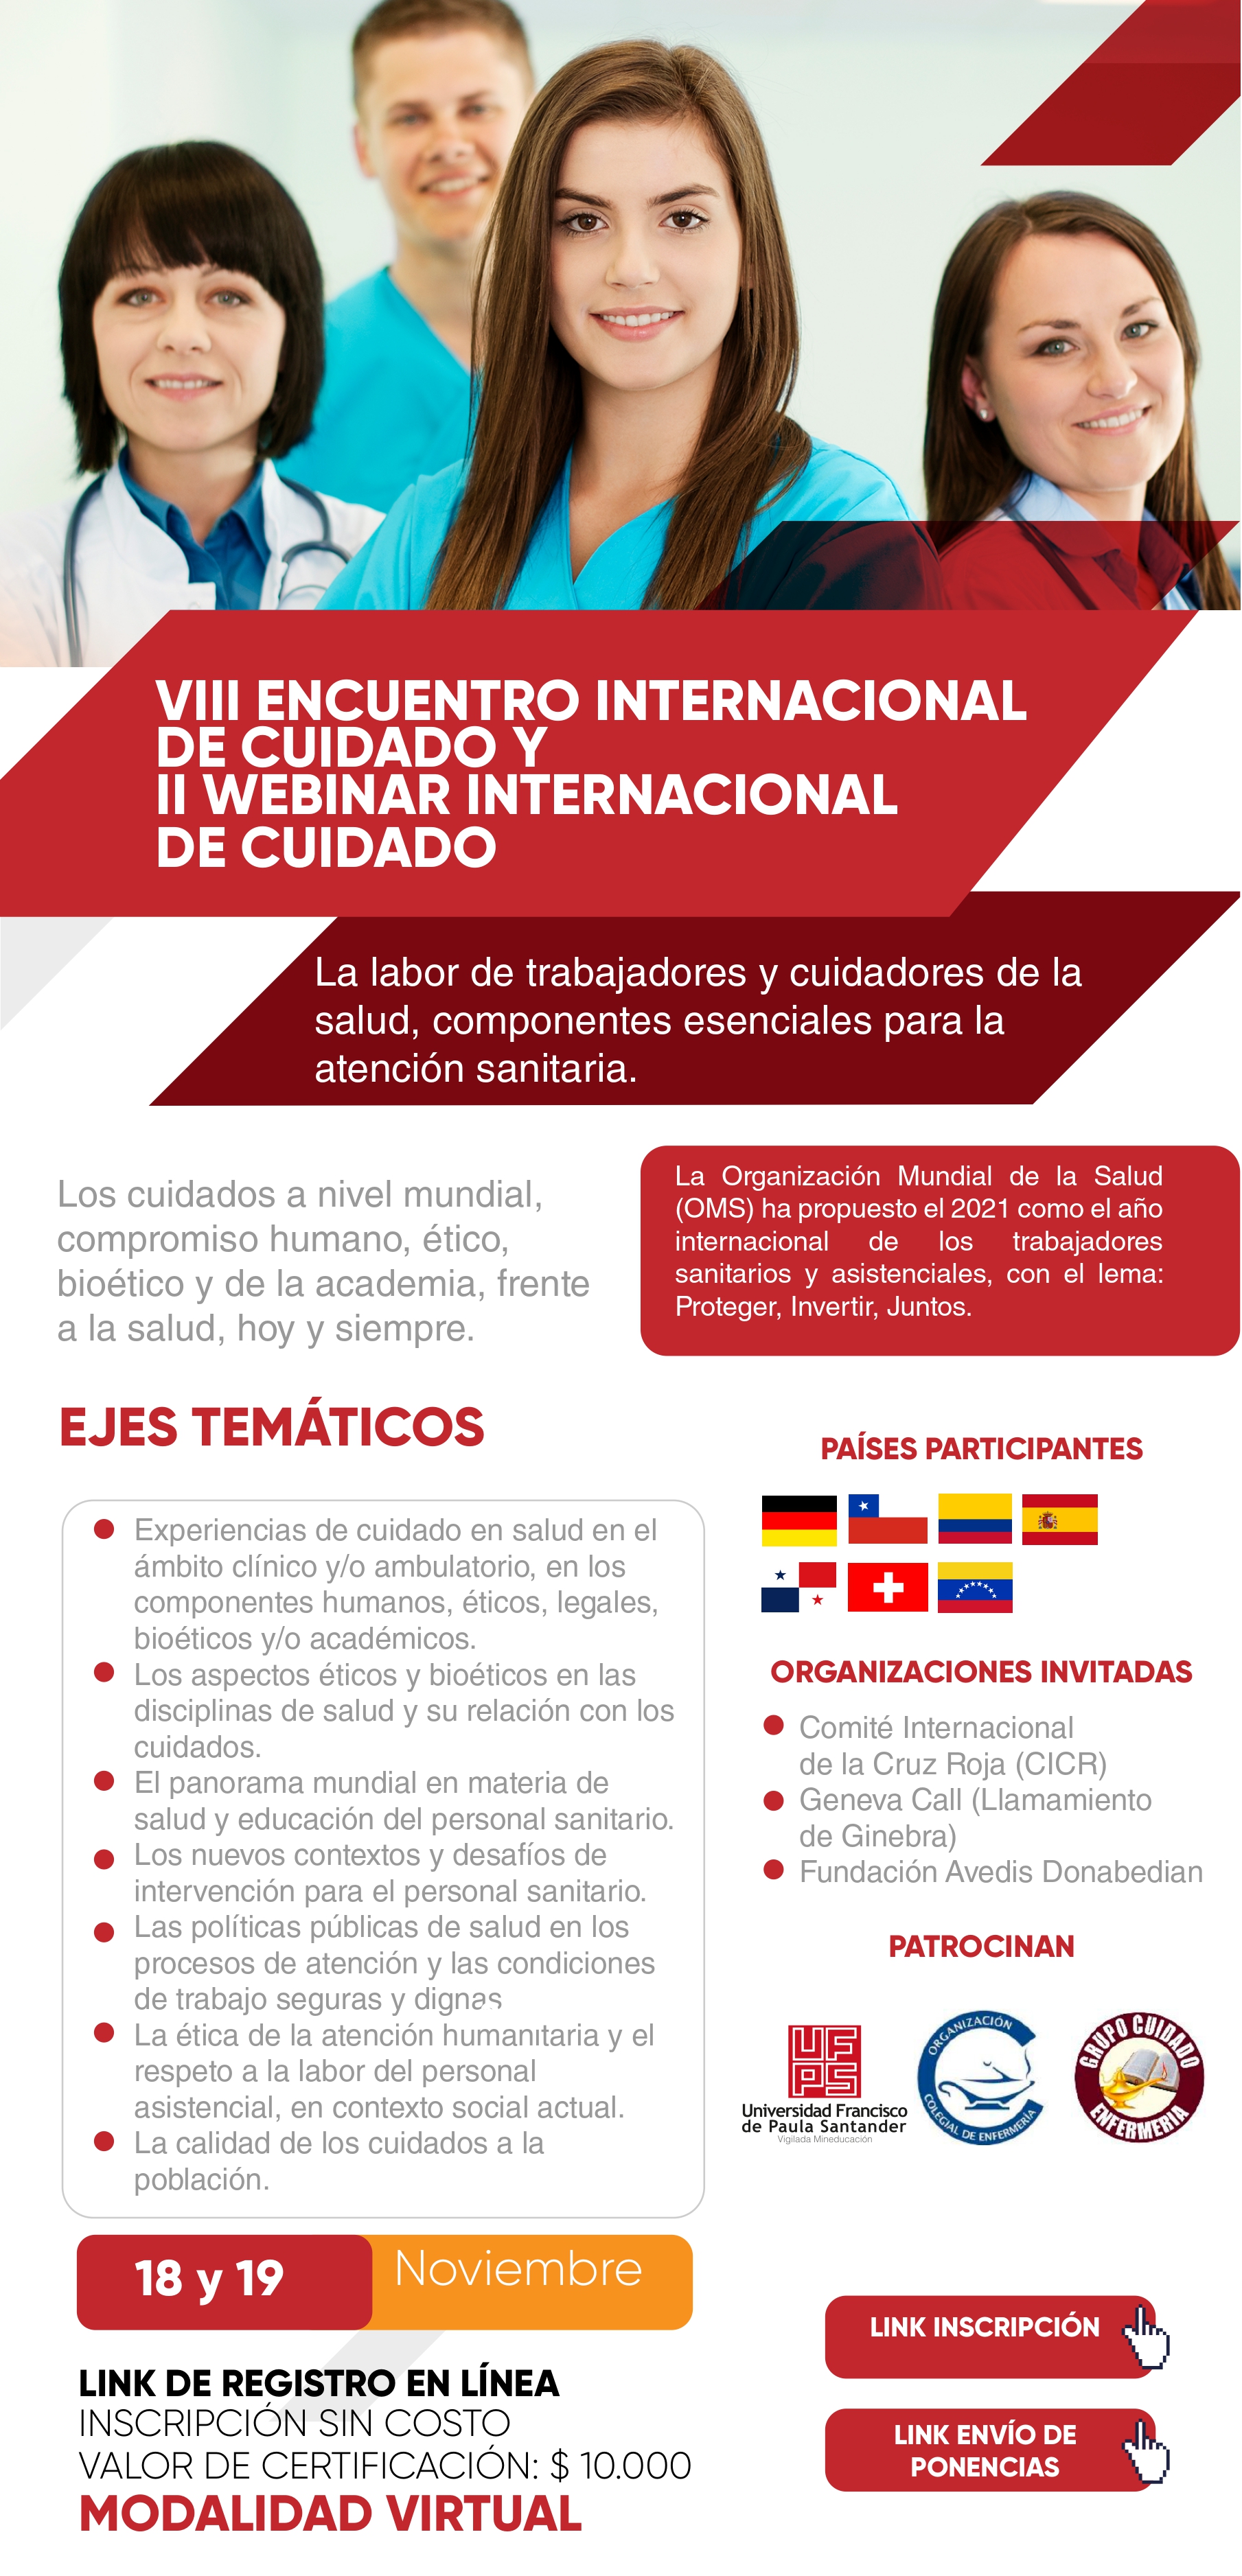 VIII ENCUENTRO INTERNACIONAL
DE CUIDADO Y
II WEBINAR INTERNACIONAL
DE CUIDADO
La labor de trabajadores y cuidadores de la
salud, componentes esenciales para la
atención sanitaria.
Los cuidados a nivel mundial,
compromiso humano, ético,
bioético y de la academia, frente
a la salud, hoy y siempre.
La Organización Mundial de la Salud
(OMS) ha propuesto el 2021 como el año
internacional de los trabajadores
sanitarios y asistenciales, con el lema:
Proteger, Invertir, Juntos.
EJES TEMÁTICOS
Experiencias de cuidado en salud en el
ámbito clínico y/o ambulatorio, en los
componentes humanos, éticos, legales,
bioéticos y/o académicos.
Los aspectos éticos y bioéticos en las
disciplinas de salud y su relación con los
cuidados.
El panorama mundial en materia de
salud y educación del personal sanitario.
Los nuevos contextos y desafíos de
intervención para el personal sanitario.
Las políticas públicas de salud en los
procesos de atención y las condiciones
de trabajo seguras y dignas
La ética de la atención humanitaria y el
respeto a la labor del personal
asistencial, en contexto social actual.
La calidad de los cuidados a la
población.
PAÍSES PARTICIPANTES
ORGANIZACIONES INVITADAS
Comité Internacional
de la Cruz Roja (CICR)
Geneva Call (Llamamiento
de Ginebra)
Fundación Avedis Donabedian
PATROCINAN
UFPS
Universidad Francisco
de Paula Santander
Vigilada Mineducación
ORGANIZACIÓN
COLEGIAL DE ENFERMERÍA
GRUPO CUIDADO
ENFERMERIA
18 y 19
Noviembre
LINK DE REGISTRO EN LÍNEA
INSCRIPCIÓN SIN COSTO
VALOR DE CERTIFICACIÓN: $ 10.000
MODALIDAD VIRTUAL
LINK INSCRIPCIÓN
LINK ENVÍO DE
PONENCIAS